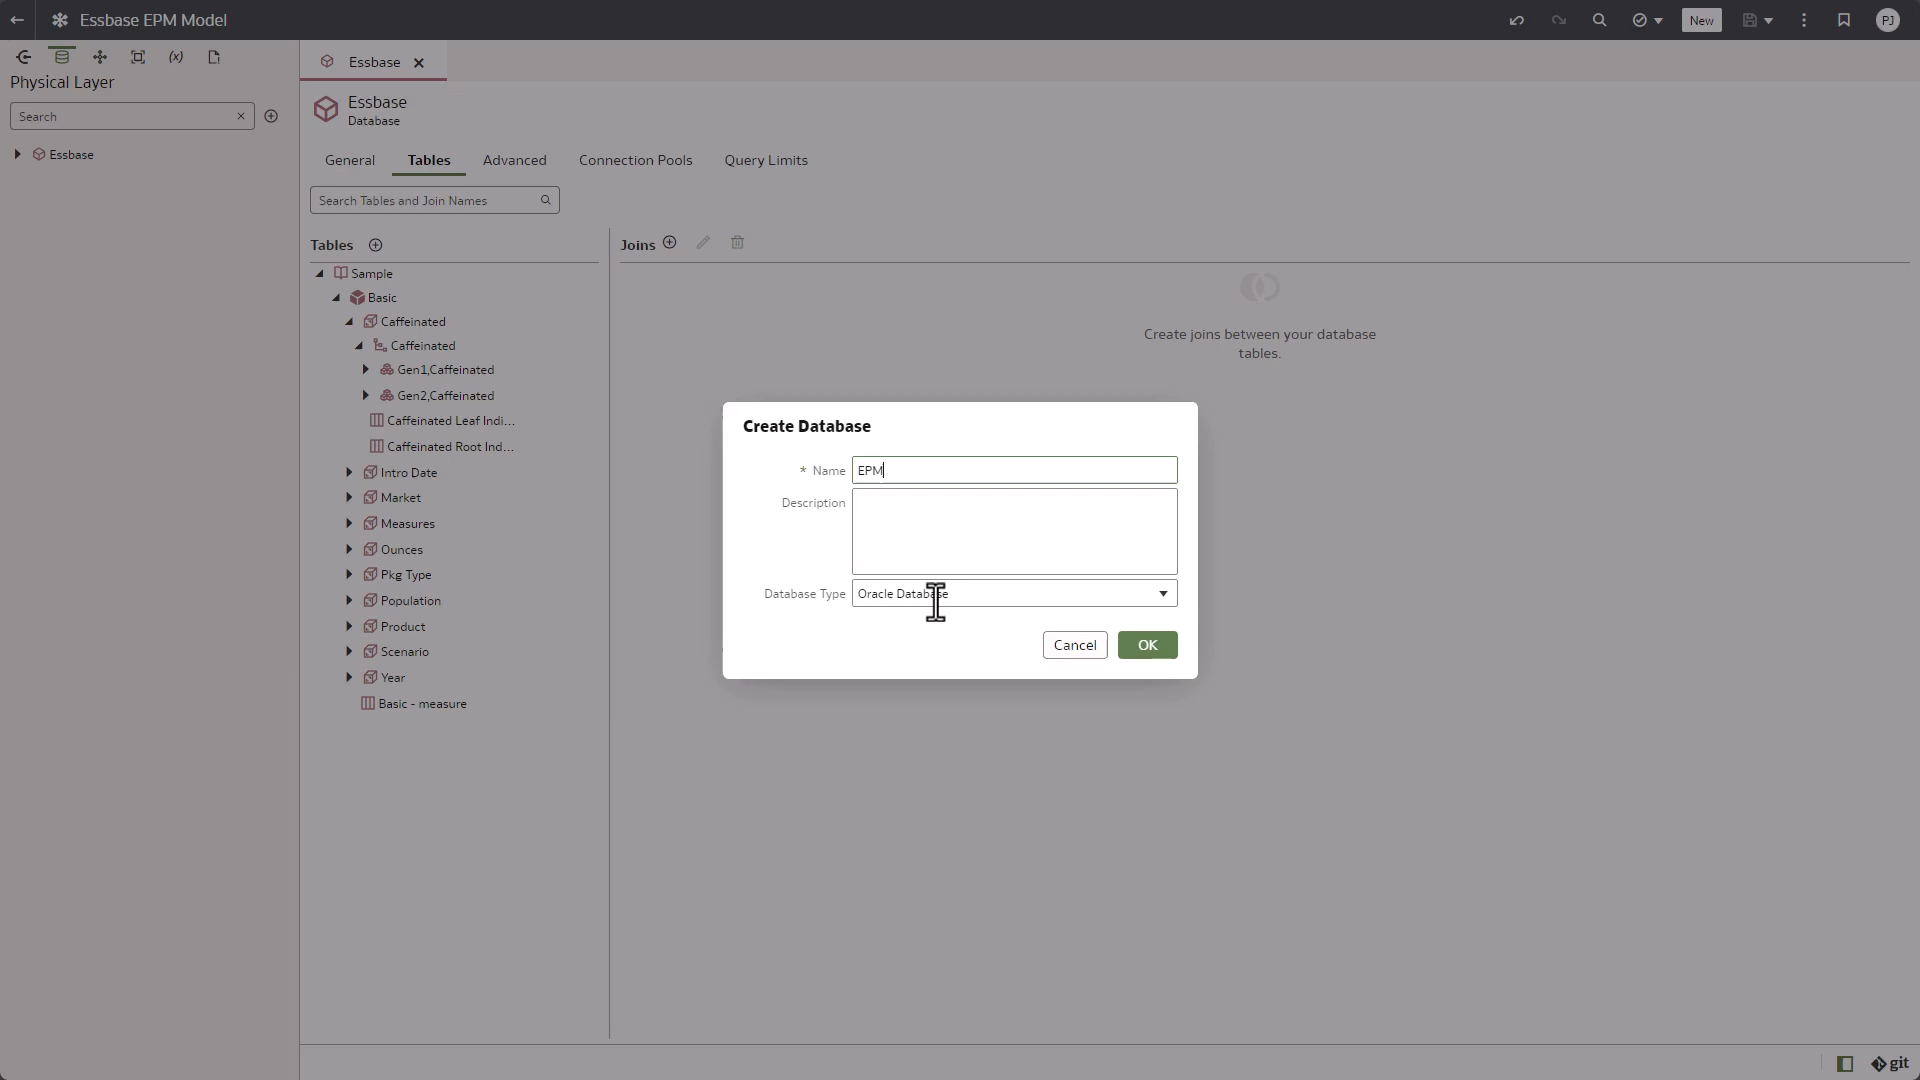 Essbase EPM Model
New
PJ
Physical Layer
Search
Essbase
Essbase
Essbase
Database
General
Tables
Advanced
Connection Pools
Query Limits
Search Tables and Join Names
Tables
Sample
Basic
Caffeinated
Caffeinated
Gen1,Caffeinated
Gen2,Caffeinated
Caffeinated Leaf Indi...
Caffeinated Root Ind...
Intro Date
Market
Measures
Ounces
Pkg Type
Population
Product
Scenario
Year
Basic - measure
Joins
Create joins between your database
tables.
Create Database
* Name
EPM
Description
Database Type
Oracle Database
Cancel
OK
git
(x)